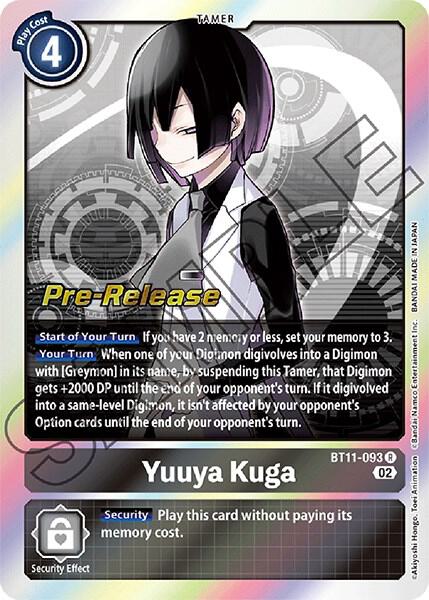 TAMER
Play Cost
4
SAMPLE
Pre-Release
Start of Your Turn If you have 2 memory or less, set your memory to 3.
Your Turn When one of your Digimon digivolves into a Digimon
with [Greymon] in its name, by suspending this Tamer, that Digimon
gets +2000 DP until the end of your opponent's turn. If it digivolved
into a same-level Digimon, it isn't affected by your opponent's
Option cards until the end of your opponent's turn.
BT11-093 R
Yuuya Kuga
02
Security Play this card without paying its
memory cost.
Security Effect
©Akiyoshi Hongo, Toei Animation ©Bandai Namco Entertainment Inc. BANDAI MADE IN JAPAN